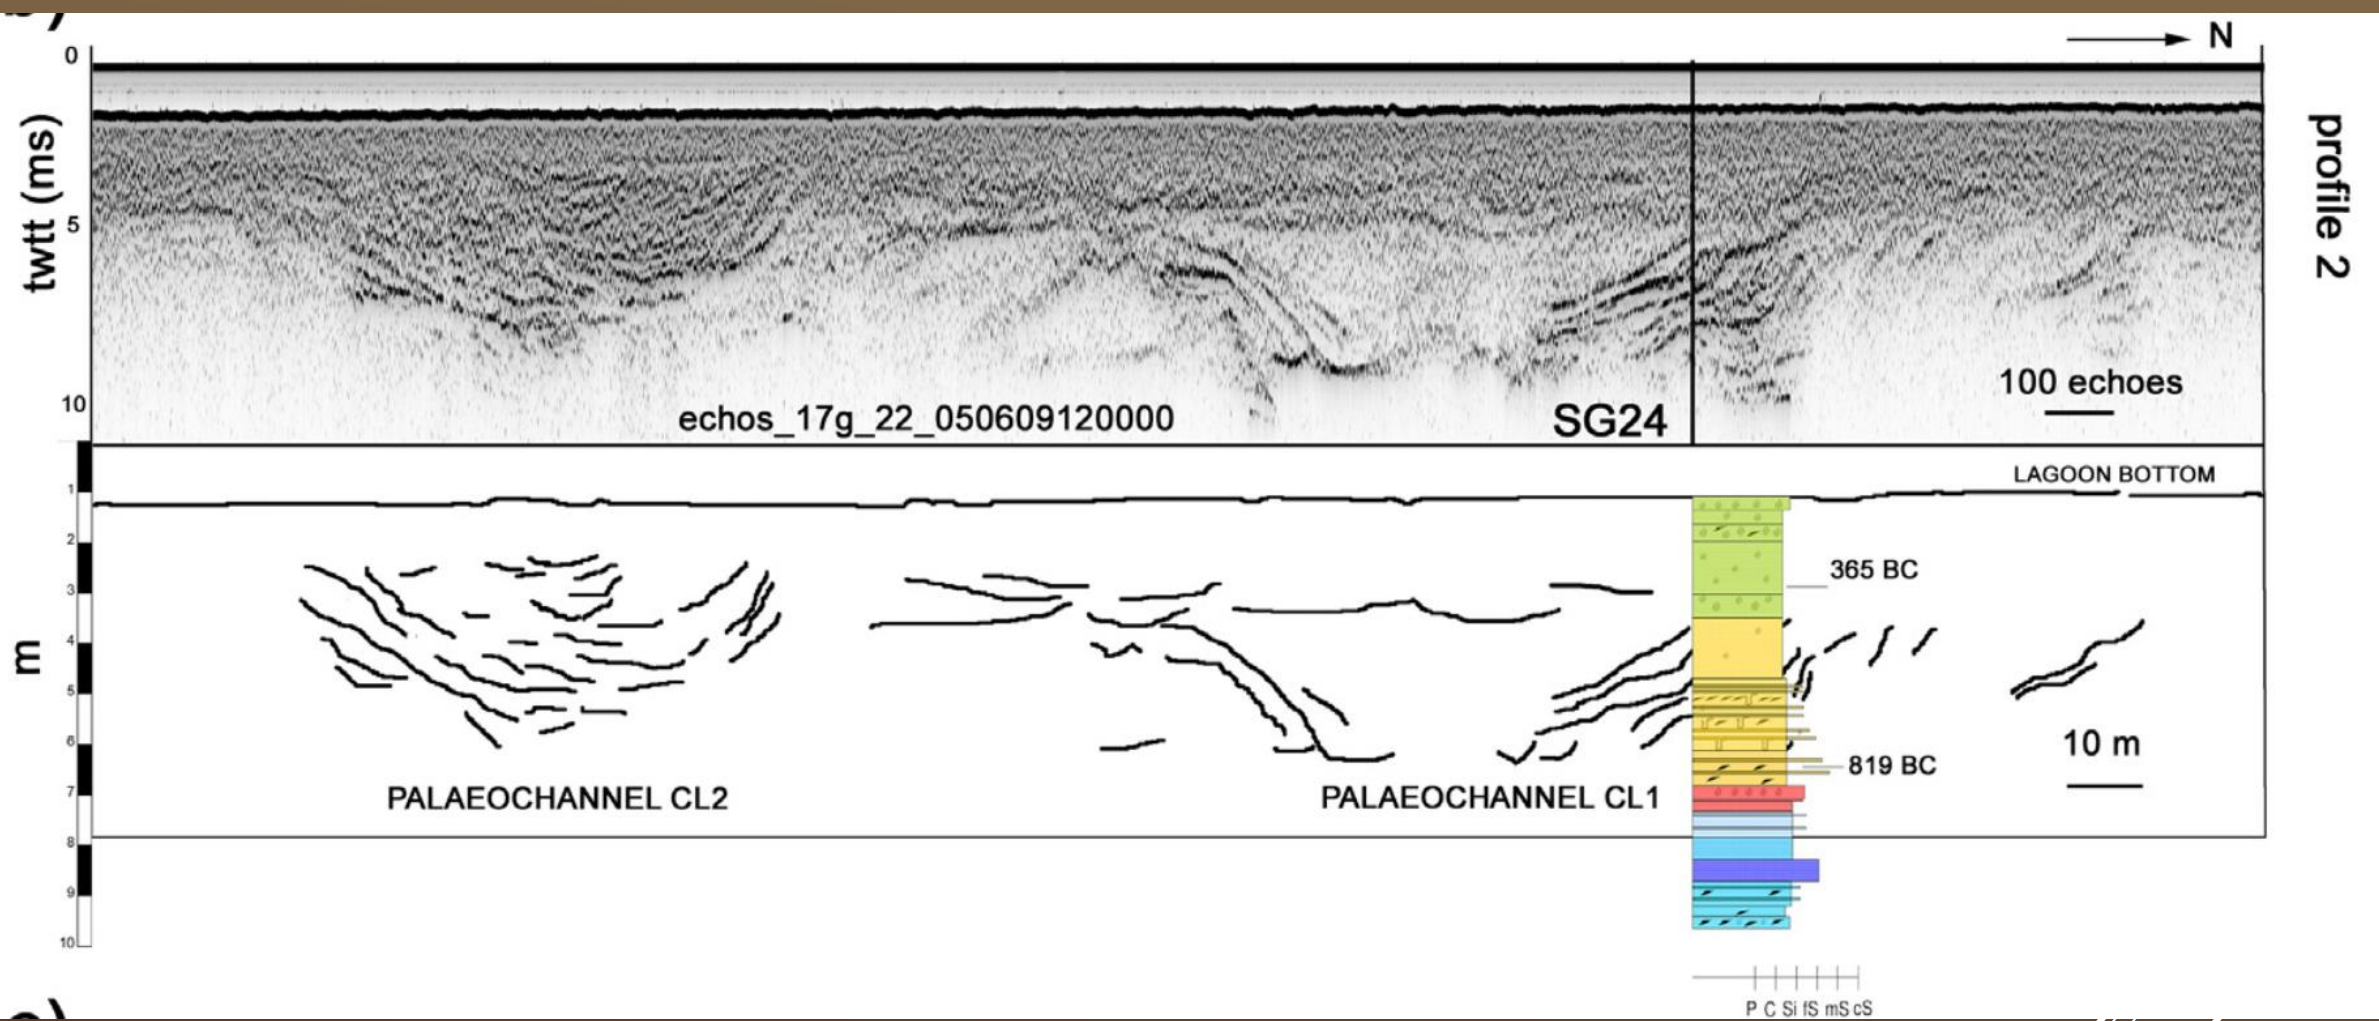 b)
N
0
5
10
twtt (ms)
profile 2
100 echoes
echos_17g_22_050609120000
SG24
LAGOON BOTTOM
1
2
3
4
5
6
7
8
9
10
m
365 BC
819 BC
10 m
PALAEOCHANNEL CL2
PALAEOCHANNEL CL1
P C Si fS mS cS